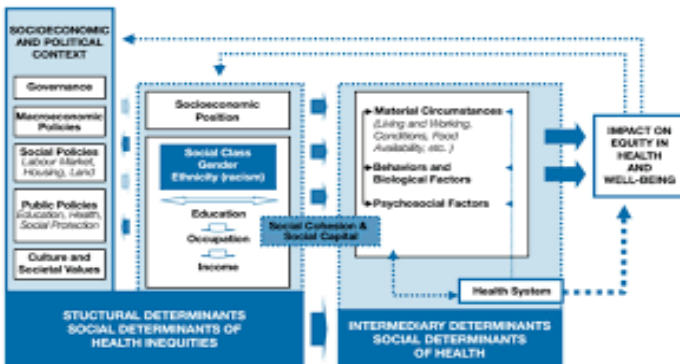 SOCIOECONOMIC
AND POLITICAL
CONTEXT
Governance
Macroeconomic
Policies
Social Policies
Labour Market,
Housing, Land
Public Policies
Education, Health,
Social Protection
Culture and
Societal Values
Socioeconomic
Position
Social Class
Gender
Ethnicity (racism)
Education
Occupation
Income
Social Cohesion &
Social Capital
Material Circumstances
(Living and Working,
Conditions, Food
Availability, etc. )
Behaviors and
Biological Factors
Psychosocial Factors
Health System
IMPACT ON
EQUITY IN
HEALTH
AND
WELL-BEING
STUCTURAL DETERMINANTS
SOCIAL DETERMINANTS OF
HEALTH INEQUITIES
INTERMEDIARY DETERMINANTS
SOCIAL DETERMINANTS
OF HEALTH